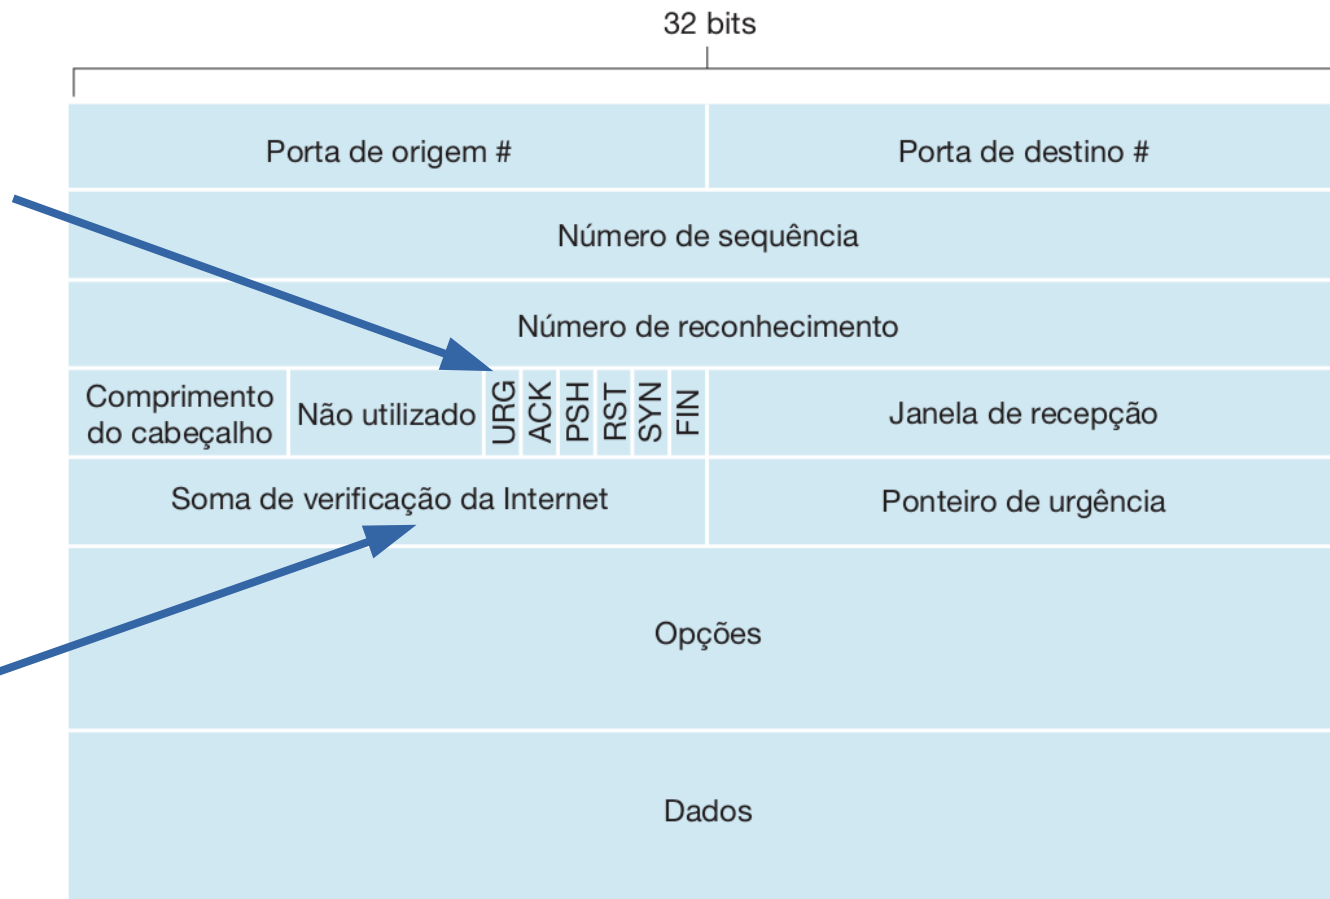 32 bits
Porta de origem #
Porta de destino #
Número de sequência
Número de reconhecimento
Comprimento
do cabeçalho
Não utilizado
URG
ACK
PSH
RST
SYN
FIN
Janela de recepção
Soma de verificação da Internet
Ponteiro de urgência
Opções
Dados